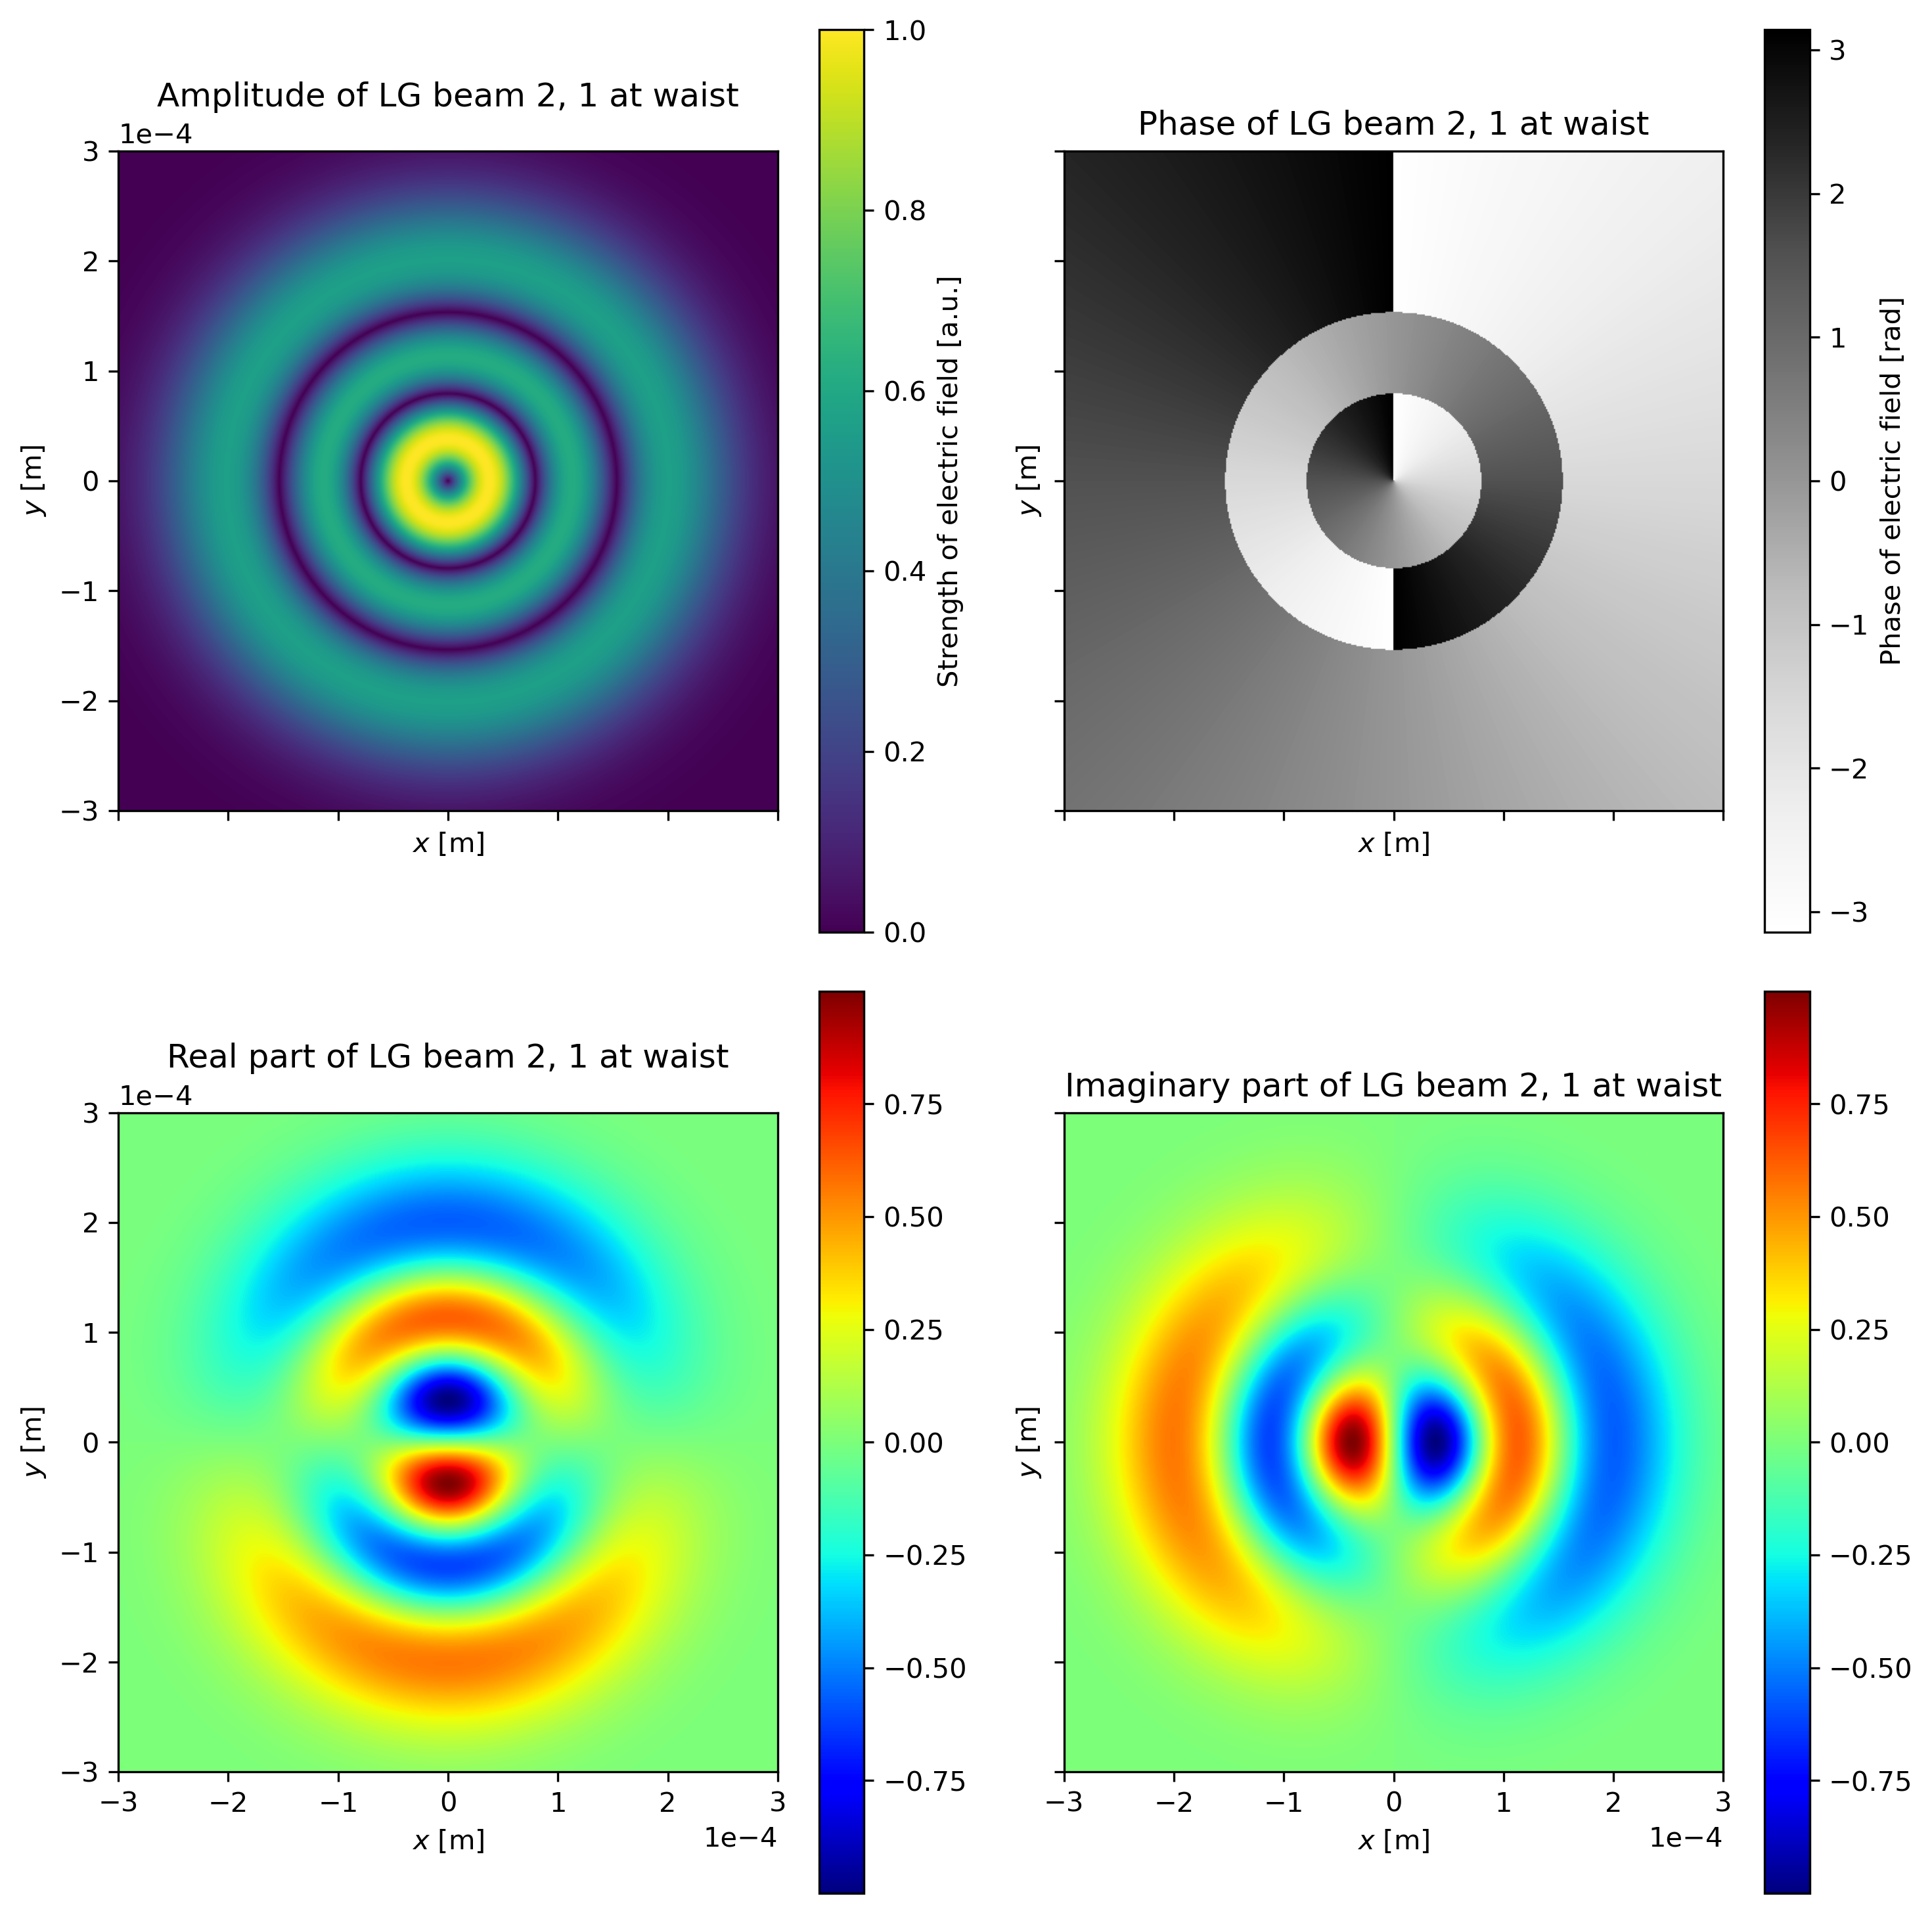 Amplitude of LG beam 2, 1 at waist
1e−4
3
2
1
0
−1
−2
−3
y [m]
x [m]
1.0
0.8
0.6
0.4
0.2
0.0
Strength of electric field [a.u.]
Phase of LG beam 2, 1 at waist
y [m]
x [m]
3
2
1
0
−1
−2
−3
Phase of electric field [rad]
Real part of LG beam 2, 1 at waist
1e−4
3
2
1
0
−1
−2
−3
y [m]
−3 −2 −1 0 1 2 3
x [m]
1e−4
0.75
0.50
0.25
0.00
−0.25
−0.50
−0.75
Imaginary part of LG beam 2, 1 at waist
y [m]
−3 −2 −1 0 1 2 3
x [m]
1e−4
0.75
0.50
0.25
0.00
−0.25
−0.50
−0.75